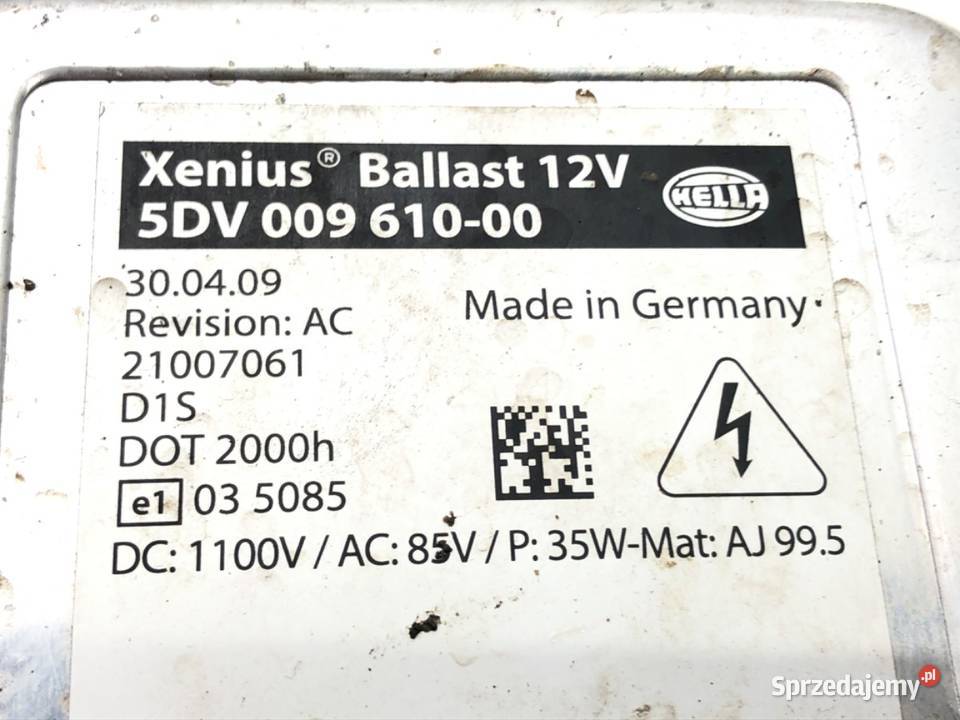 Xenius® Ballast 12V
5DV 009 610-00
HELLA
30.04.09
Revision: AC
Made in Germany
21007061
D1S
DOT 2000h
e1 03 5085
DC: 1100V / AC: 85V / P: 35W-Mat: AJ 99.5
Sprzedajemy.pl